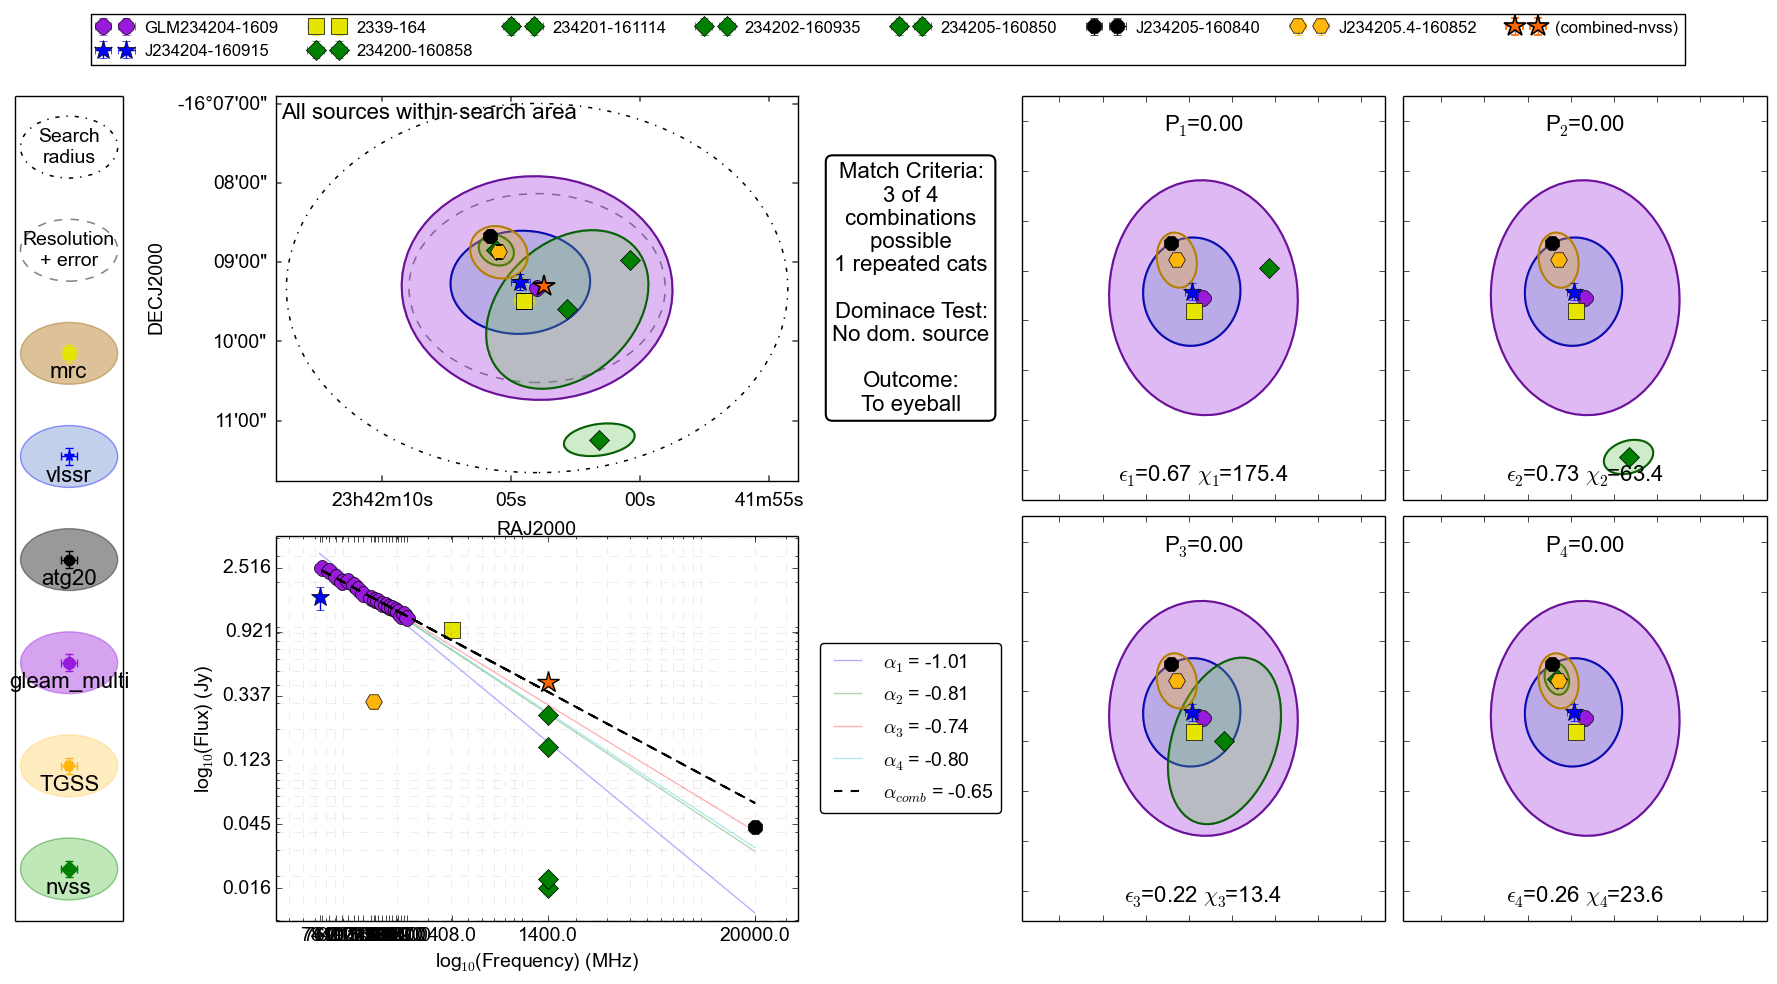 GLM234204-1609
2339-164
234201-161114
234202-160935
234205-160850
J234205-160840
J234205.4-160852
(combined-nvss)
J234204-160915
234200-160858
Search
radius
Resolution
+ error
mrc
vlssr
atg20
gleam_multi
TGSS
nvss
All sources within search area
-16°07'00"
08'00"
09'00"
10'00"
11'00"
DECJ2000
23h42m10s
05s
00s
41m55s
RAJ2000
Match Criteria:
3 of 4
combinations
possible
1 repeated cats
Dominace Test:
No dom. source
Outcome:
To eyeball
P1=0.00
ϵ1=0.67 χ1=175.4
P2=0.00
ϵ2=0.73 χ2=63.4
2.516
0.921
0.337
0.123
0.045
0.016
log10(Flux) (Jy)
408.0
1400.0
20000.0
log10(Frequency) (MHz)
α1 = -1.01
α2 = -0.81
α3 = -0.74
α4 = -0.80
αcomb = -0.65
P3=0.00
ϵ3=0.22 χ3=13.4
P4=0.00
ϵ4=0.26 χ4=23.6